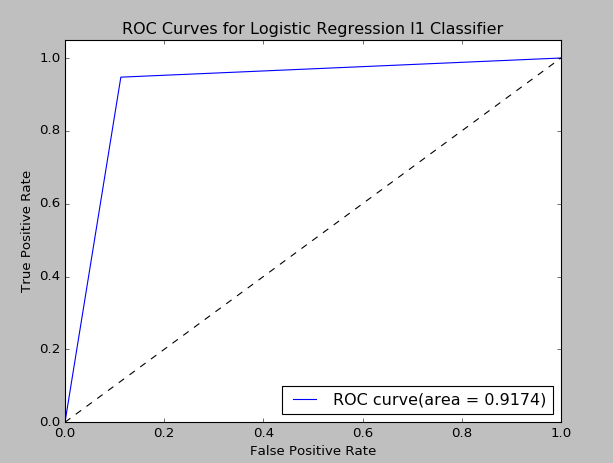 ROC Curves for Logistic Regression l1 Classifier
1.0
0.8
0.6
0.4
0.2
0.0
True Positive Rate
ROC curve(area = 0.9174)
0.0 0.2 0.4 0.6 0.8 1.0
False Positive Rate